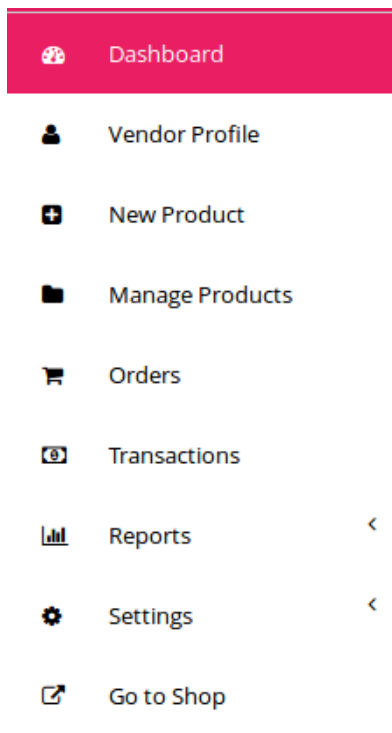 Dashboard
Vendor Profile
New Product
Manage Products
Orders
Transactions
Reports
Settings
Go to Shop